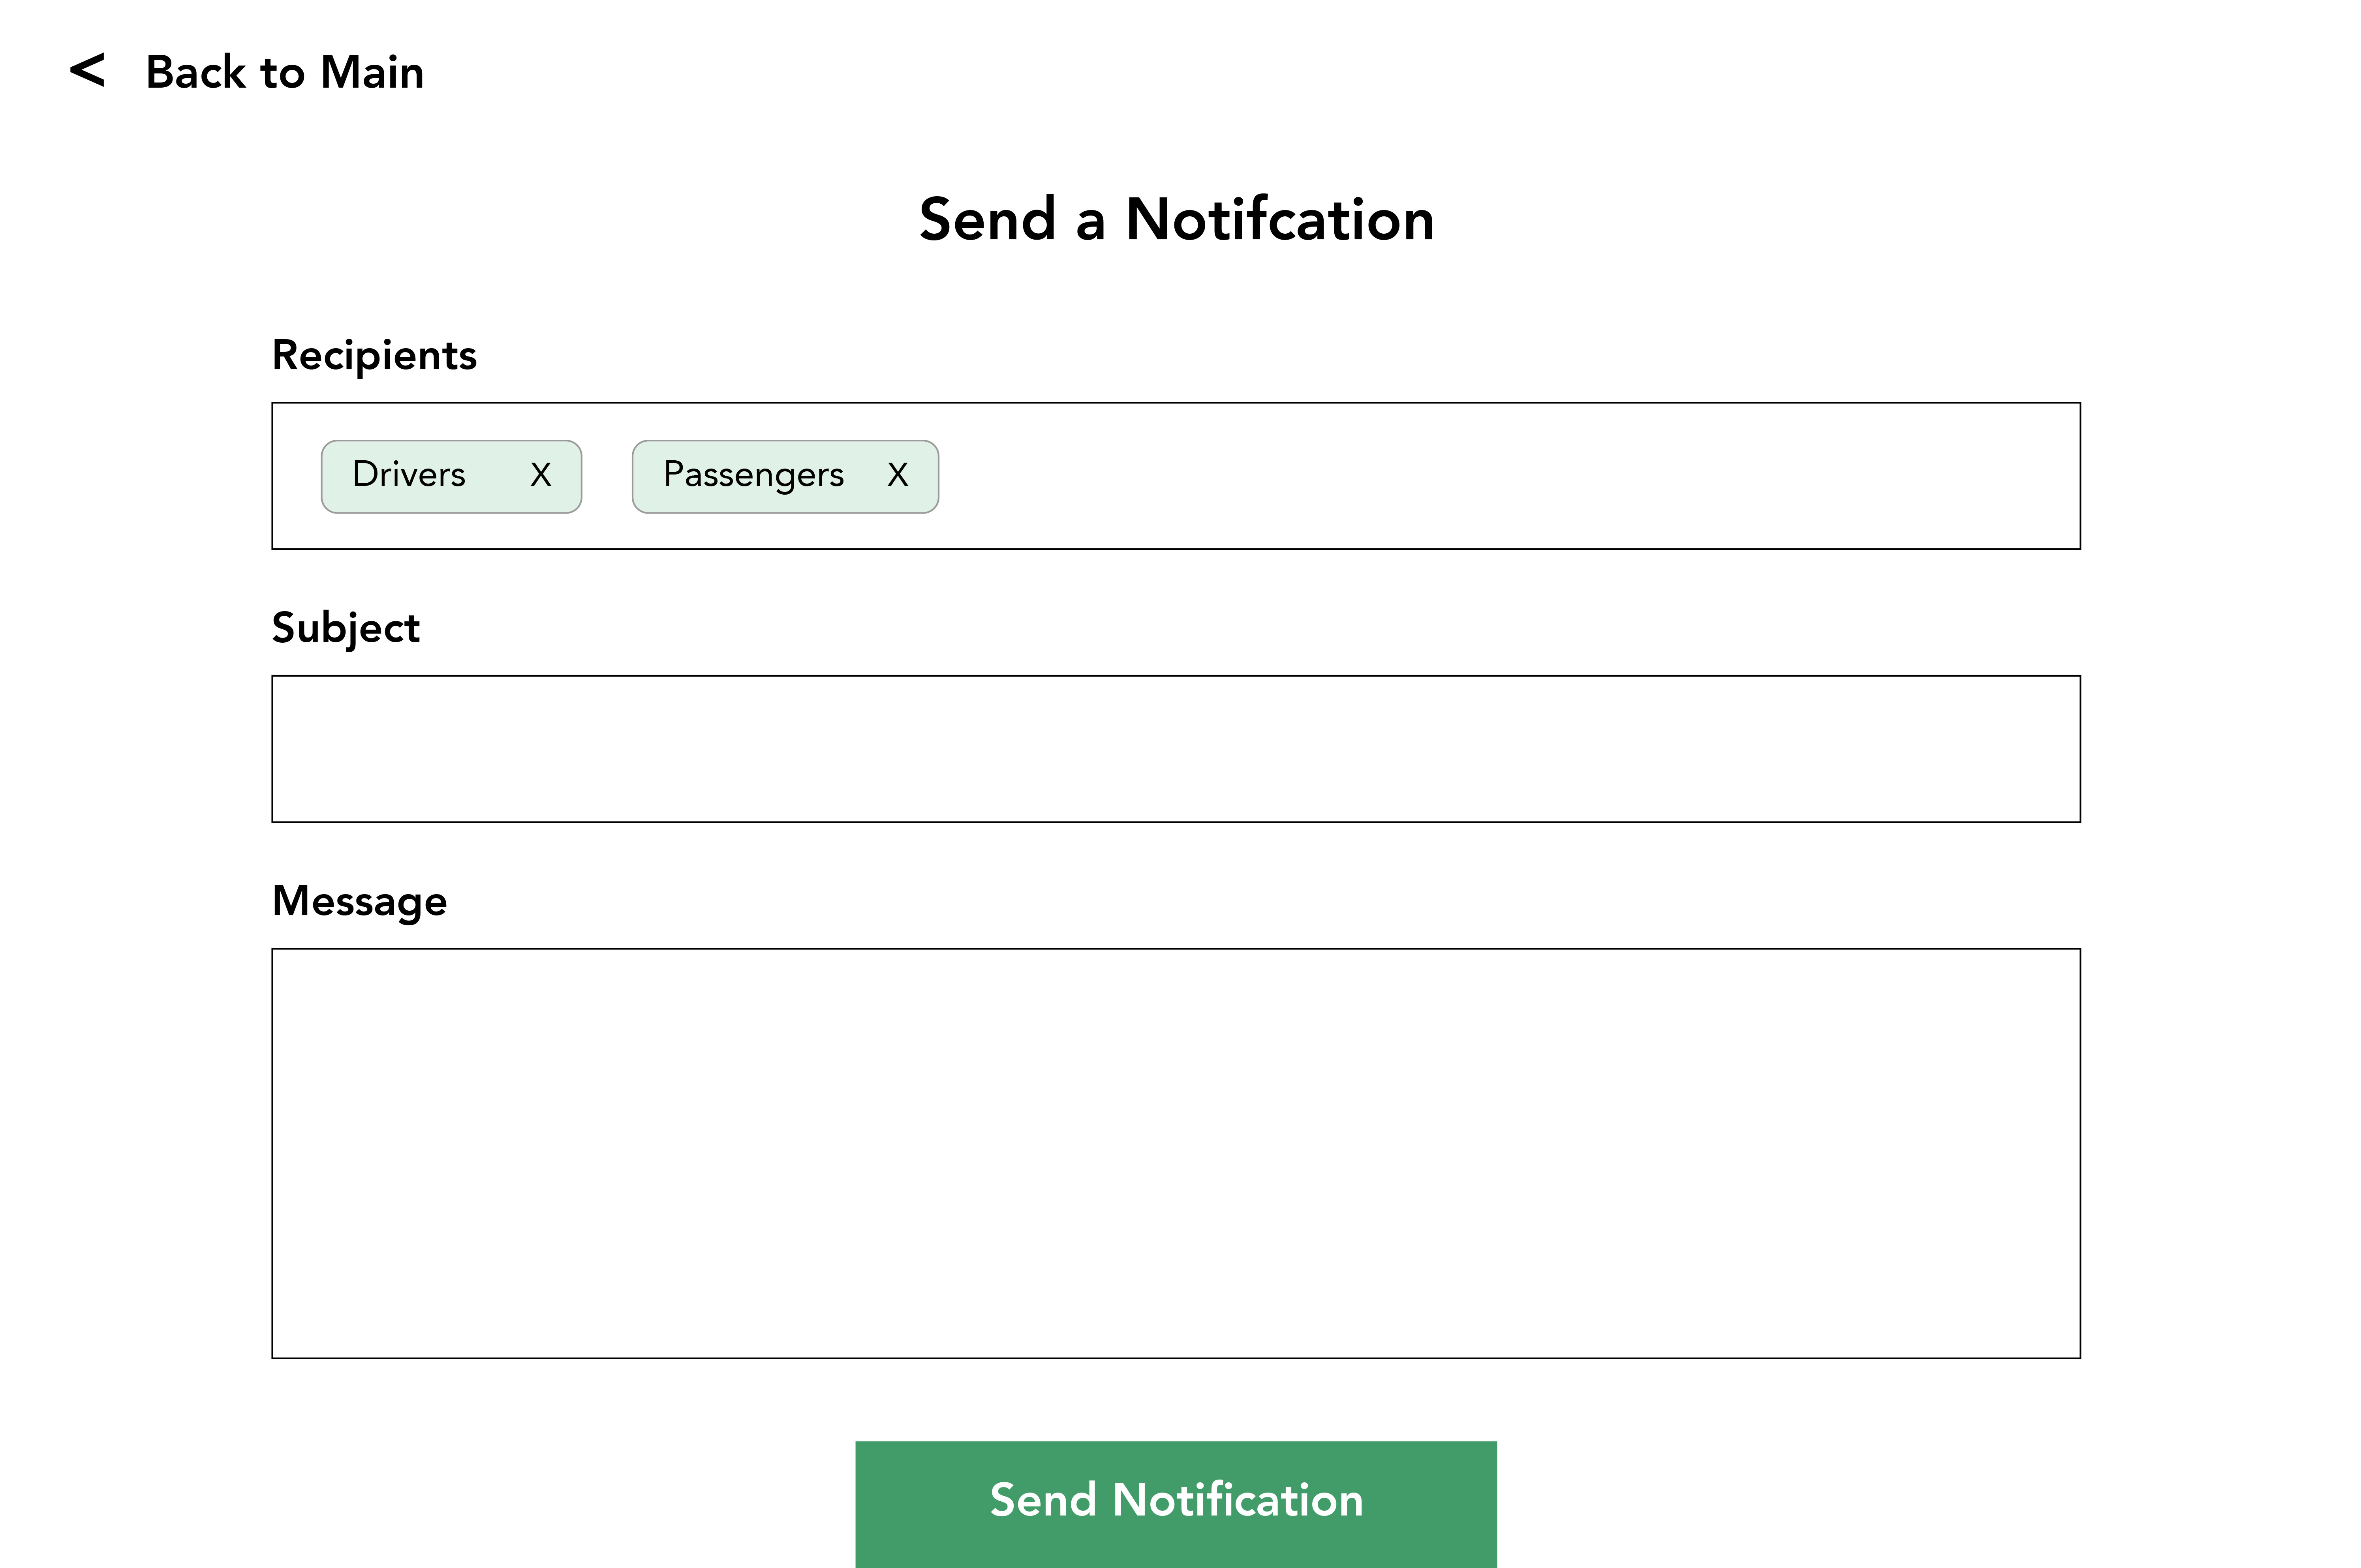 < Back to Main
Send a Notifcation
Recipients
Drivers X Passengers X
Subject
Message
Send Notification